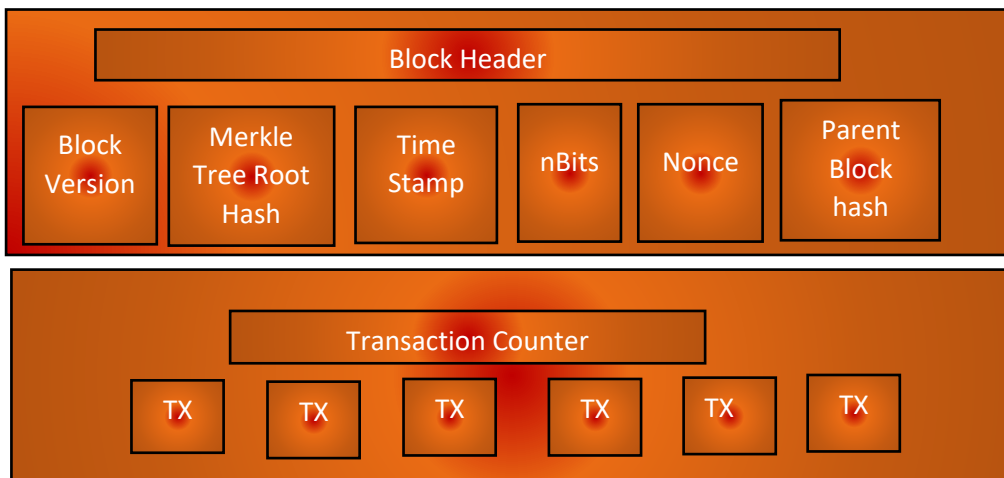 Block Header
Block
Version
Merkle
Tree Root
Hash
Time
Stamp
nBits
Nonce
Parent
Block
hash
Transaction Counter
TX
TX
TX
TX
TX
TX